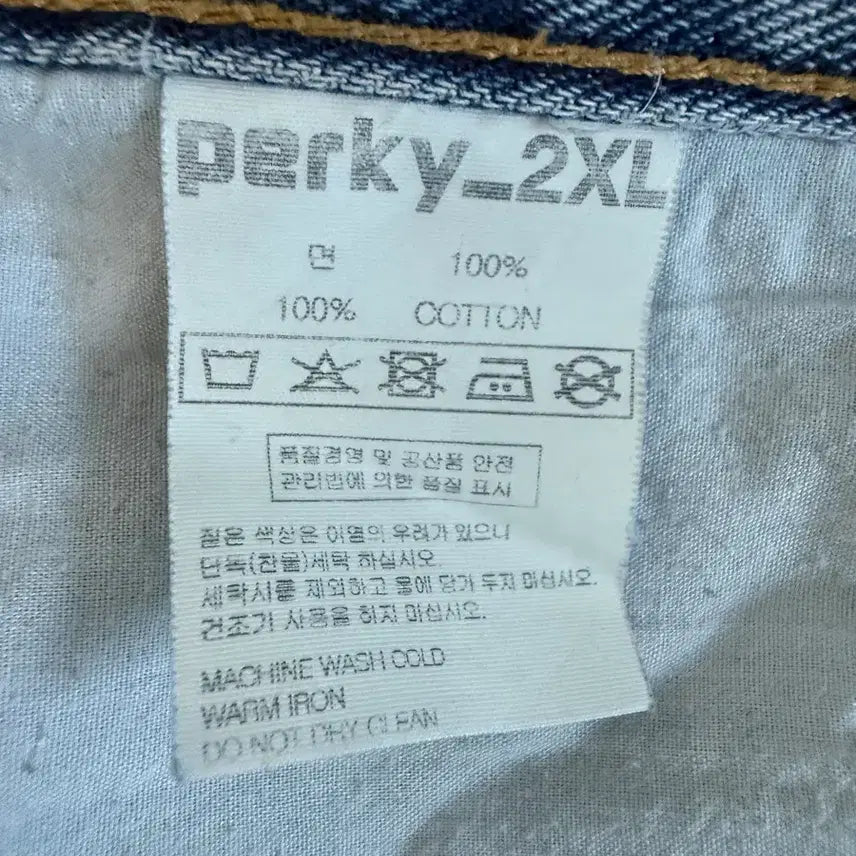 perky_2XL
면 100%
100% COTTON
품질경영 및 공산품 안전
관리법에 의한 품질 표시
짙은 색상은 이염의 우려가 있으니
단독(찬물)세탁 하십시오.
세탁시를 제외하고 물에 담가 두지 마십시오.
건조기 사용을 하지 마십시오.
MACHINE WASH COLD
WARM IRON
DO NOT DRY CLEAN